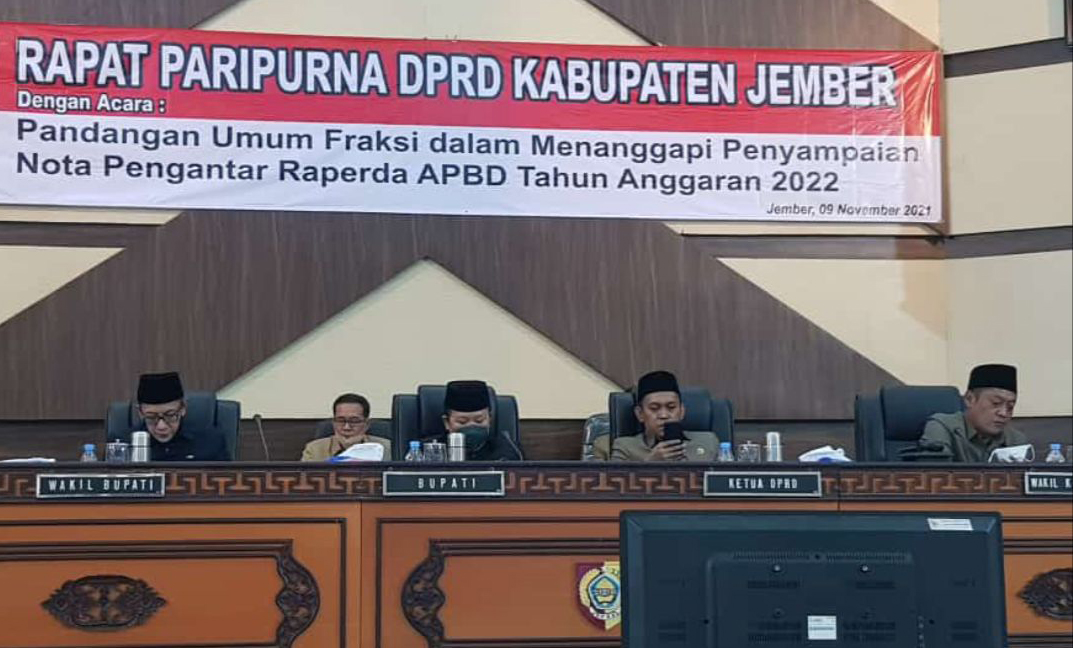 RAPAT PARIPURNA DPRD KABUPATEN JEMBER
Dengan Acara :
Pandangan Umum Fraksi dalam Menanggapi Penyampaian
Nota Pengantar Raperda APBD Tahun Anggaran 2022
Jember, 09 November 2021
WAKIL BUPATI
BUPATI
KETUA DPRD
WAKIL K